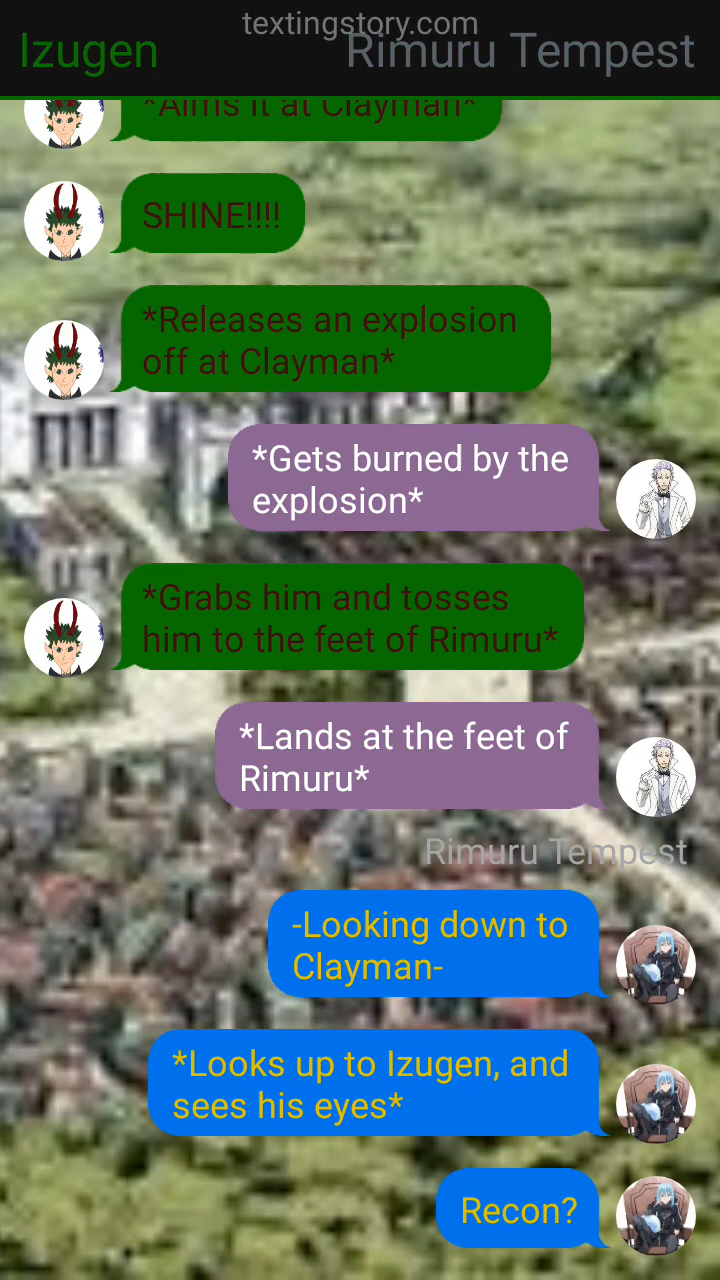 textingstory.com
Izugen
Rimuru Tempest
*Aims it at Clayman*
SHINE!!!!
*Releases an explosion
off at Clayman*
*Gets burned by the
explosion*
*Grabs him and tosses
him to the feet of Rimuru*
*Lands at the feet of
Rimuru*
Rimuru Tempest
-Looking down to
Clayman-
*Looks up to Izugen, and
sees his eyes*
Recon?